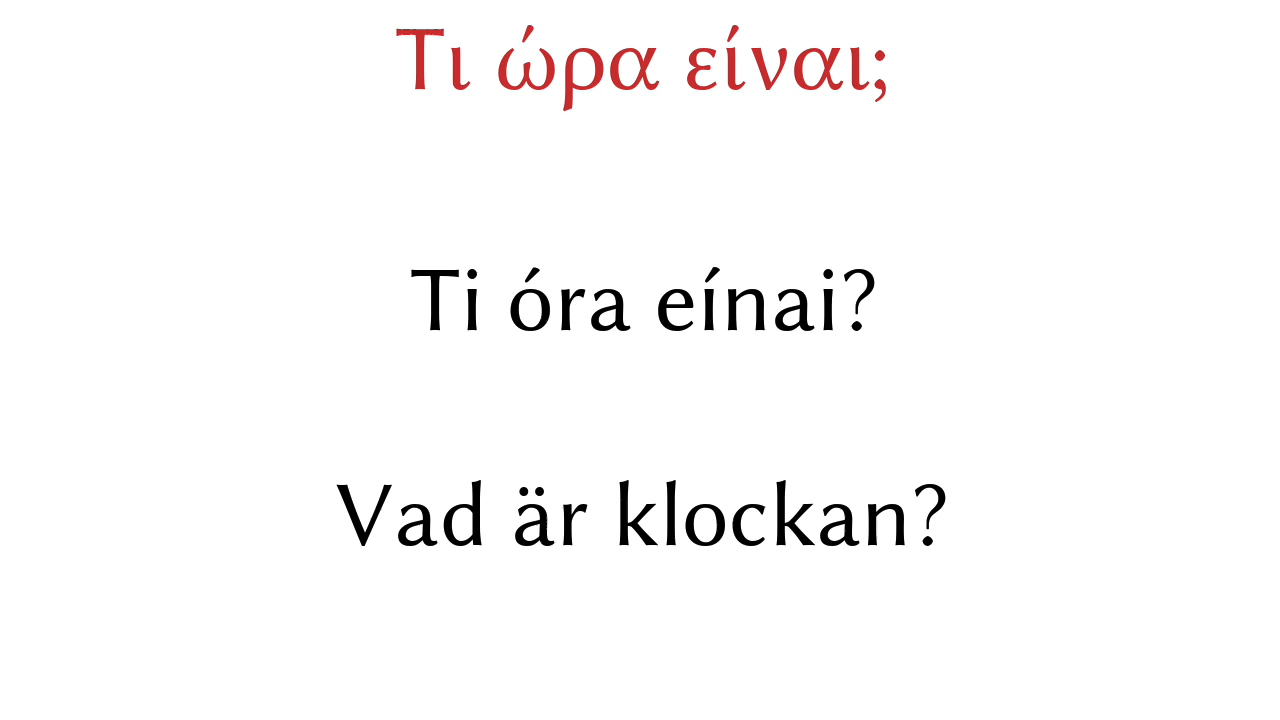 Τι ώρα είναι;
Ti óra eínai?
Vad är klockan?